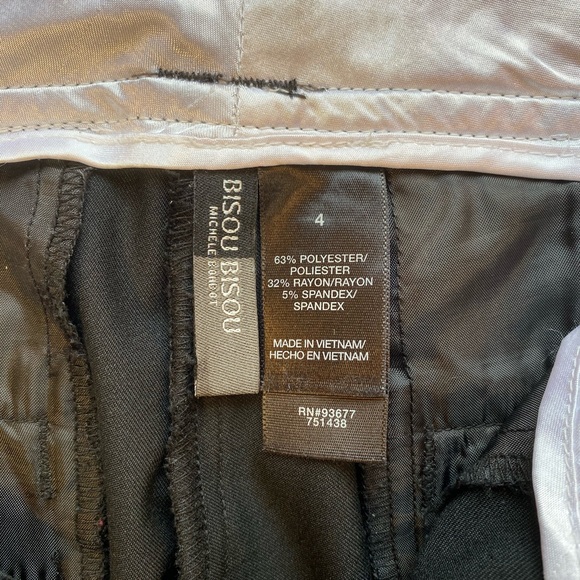 BISOU BISOU
MICHELE BOHBOT
4
63% POLYESTER/
POLIESTER
32% RAYON/RAYON
5% SPANDEX/
SPANDEX
MADE IN VIETNAM/
HECHO EN VIETNAM
RN#93677
751438